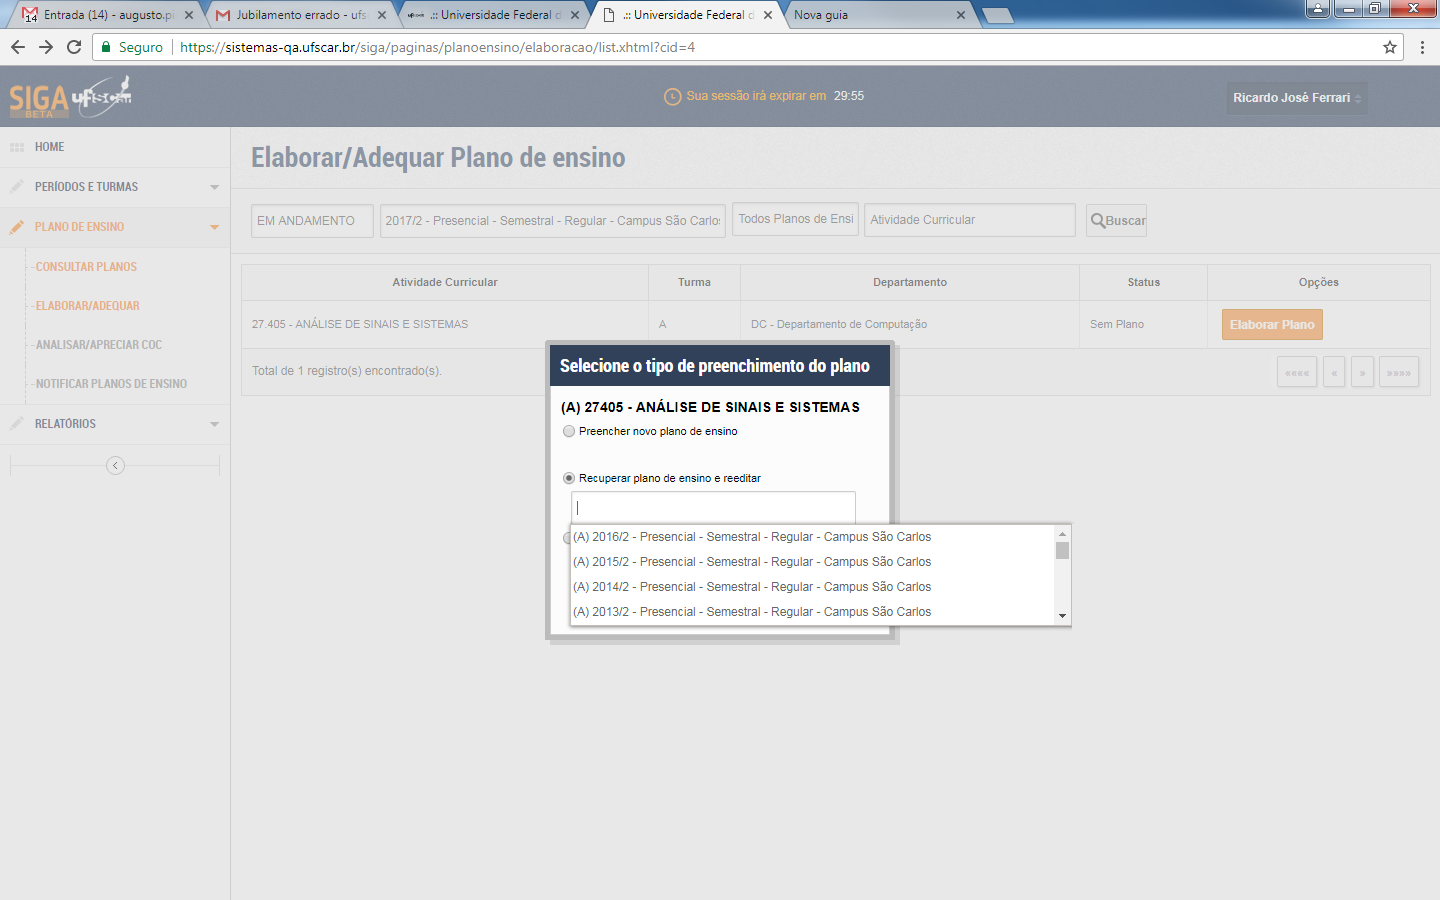 Entrada (14) - augusto.pi
14
Jubilamento errado - ufsc
.:: Universidade Federal d
.:: Universidade Federal d
Nova guia
Seguro
https://sistemas-qa.ufscar.br/siga/paginas/planoensino/elaboracao/list.xhtml?cid=4
SIGA
BETA
ufscar
Sua sessão irá expirar em 29:55
Ricardo José Ferrari
HOME
PERÍODOS E TURMAS
PLANO DE ENSINO
CONSULTAR PLANOS
ELABORAR/ADEQUAR
ANALISAR/APRECIAR COC
NOTIFICAR PLANOS DE ENSINO
RELATÓRIOS
Elaborar/Adequar Plano de ensino
EM ANDAMENTO
2017/2 - Presencial - Semestral - Regular - Campus São Carlos
Todos Planos de Ensi
Atividade Curricular
Buscar
Atividade Curricular Turma Departamento Status Opções
27.405 - ANÁLISE DE SINAIS E SISTEMAS A DC - Departamento de Computação Sem Plano Elaborar Plano
Total de 1 registro(s) encontrado(s).
«««« « » »»»»
Selecione o tipo de preenchimento do plano
(A) 27405 - ANÁLISE DE SINAIS E SISTEMAS
Preencher novo plano de ensino
Recuperar plano de ensino e reeditar
(A) 2016/2 - Presencial - Semestral - Regular - Campus São Carlos
(A) 2015/2 - Presencial - Semestral - Regular - Campus São Carlos
(A) 2014/2 - Presencial - Semestral - Regular - Campus São Carlos
(A) 2013/2 - Presencial - Semestral - Regular - Campus São Carlos